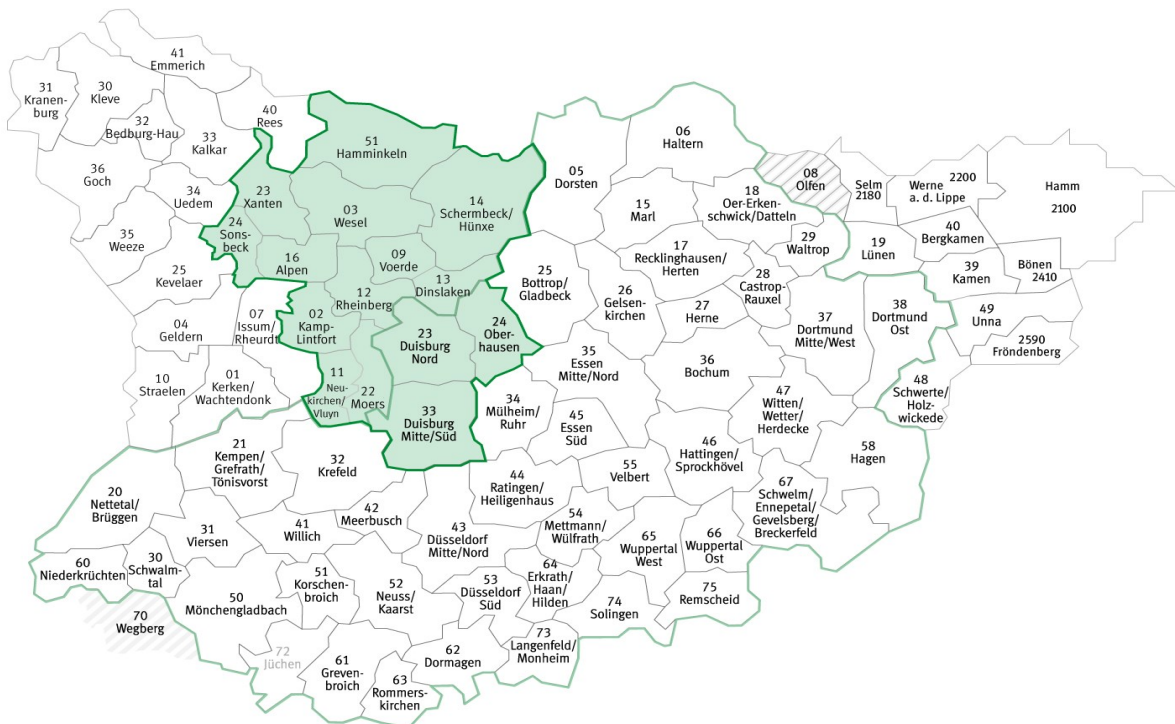 41
Emmerich
31
Kranen-
burg
30
Kleve
32
Bedburg-Hau
33
Kalkar
40
Rees
36
Goch
34
Uedem
35
Weeze
25
Kevelaer
04
Geldern
07
Issum/
Rheurdt
10
Straelen
01
Kerken/
Wachtendonk
51
Hamminkeln
23
Xanten
03
Wesel
14
Schermbeck/
Hünxe
24
Sons-
beck
16
Alpen
09
Voerde
13
Dinslaken
12
Rheinberg
02
Kamp-
Lintfort
11
Neu-
kirchen/
Vluyn
22
Moers
23
Duisburg
Nord
24
Ober-
hausen
33
Duisburg
Mitte/Süd
05
Dorsten
06
Haltern
08
Olfen
Selm
2180
Werne 2200
a. d. Lippe
Hamm
2100
15
Marl
18
Oer-Erken-
schwick/Datteln
29
Waltrop
19
Lünen
40
Bergkamen
39
Kamen
Bönen
2410
17
Recklinghausen/
Herten
28
Castrop-
Rauxel
25
Bottrop/
Gladbeck
26
Gelsen-
kirchen
27
Herne
37
Dortmund
Mitte/West
38
Dortmund
Ost
49
Unna
2590
Fröndenberg
35
Essen
Mitte/Nord
36
Bochum
48
Schwerte/
Holz-
wickede
34
Mülheim/
Ruhr
45
Essen
Süd
47
Witten/
Wetter/
Herdecke
46
Hattingen/
Sprockhövel
58
Hagen
21
Kempen/
Grefrath/
Tönisvorst
32
Krefeld
44
Ratingen/
Heiligenhaus
55
Velbert
67
Schwelm/
Ennepetal/
Gevelsberg/
Breckerfeld
20
Nettetal/
Brüggen
31
Viersen
41
Willich
42
Meerbusch
43
Düsseldorf
Mitte/Nord
54
Mettmann/
Wülfrath
65
Wuppertal
West
66
Wuppertal
Ost
60
Niederkrüchten
30
Schwalm-
tal
50
Mönchengladbach
51
Korschen-
broich
52
Neuss/
Kaarst
53
Düsseldorf
Süd
64
Erkrath/
Haan/
Hilden
74
Solingen
75
Remscheid
70
Wegberg
72
Jüchen
61
Greven-
broich
63
Rommers-
kirchen
62
Dormagen
73
Langenfeld/
Monheim